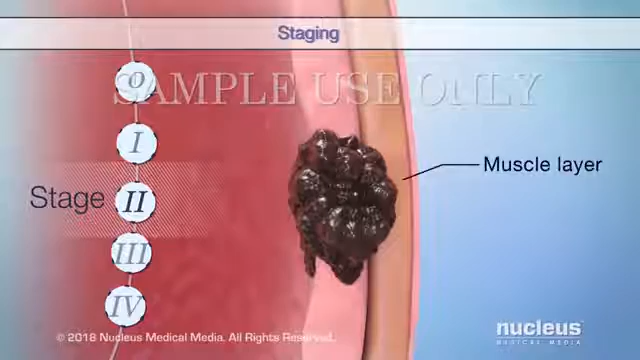 Staging
0
SAMPLE USE ONLY
I
Muscle layer
Stage II
III
IV
© 2018 Nucleus Medical Media. All Rights Reserved.
nucleus
MEDICAL MEDIA